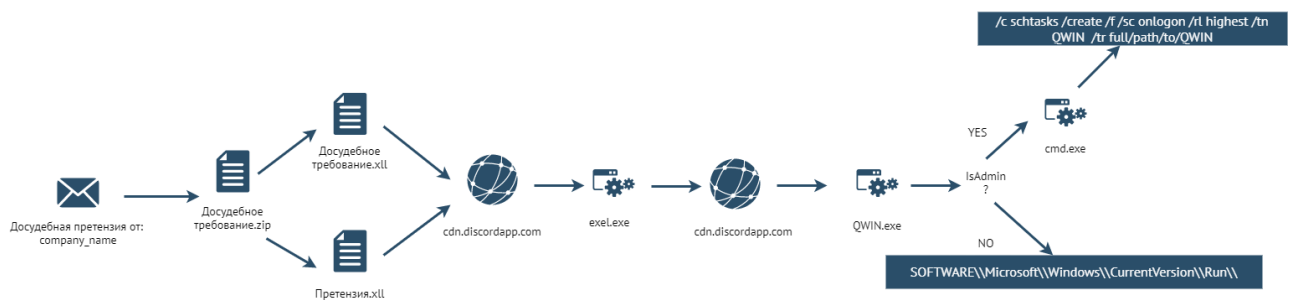 /c schtasks /create /f /sc onlogon /rl highest /tn
QWIN /tr full/path/to/QWIN
YES
cmd.exe
Досудебное
требование.xll
Досудебная претензия от:
company_name
Досудебное
требование.zip
cdn.discordapp.com
exel.exe
cdn.discordapp.com
QWIN.exe
IsAdmin
?
Претензия.xll
NO
SOFTWARE\\Microsoft\\Windows\\CurrentVersion\\Run\\